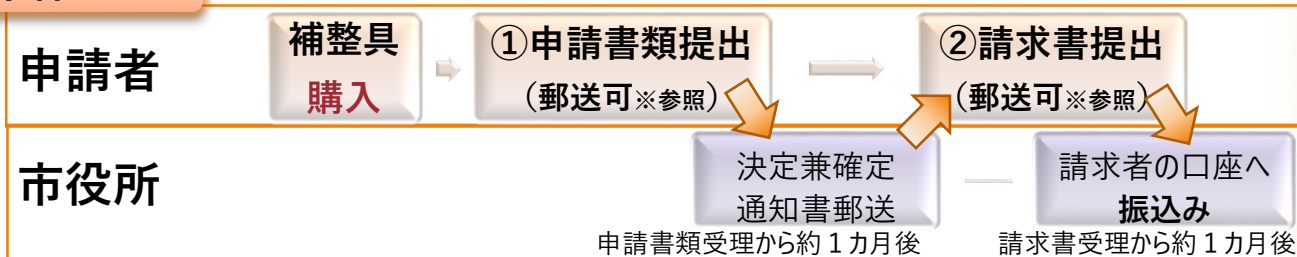 申請者
補整具
購入
①申請書類提出
（郵送可※参照）
②請求書提出
（郵送可※参照）
市役所
決定兼確定
通知書郵送
申請書類受理から約１カ月後
請求者の口座へ
振込み
請求書受理から約１カ月後